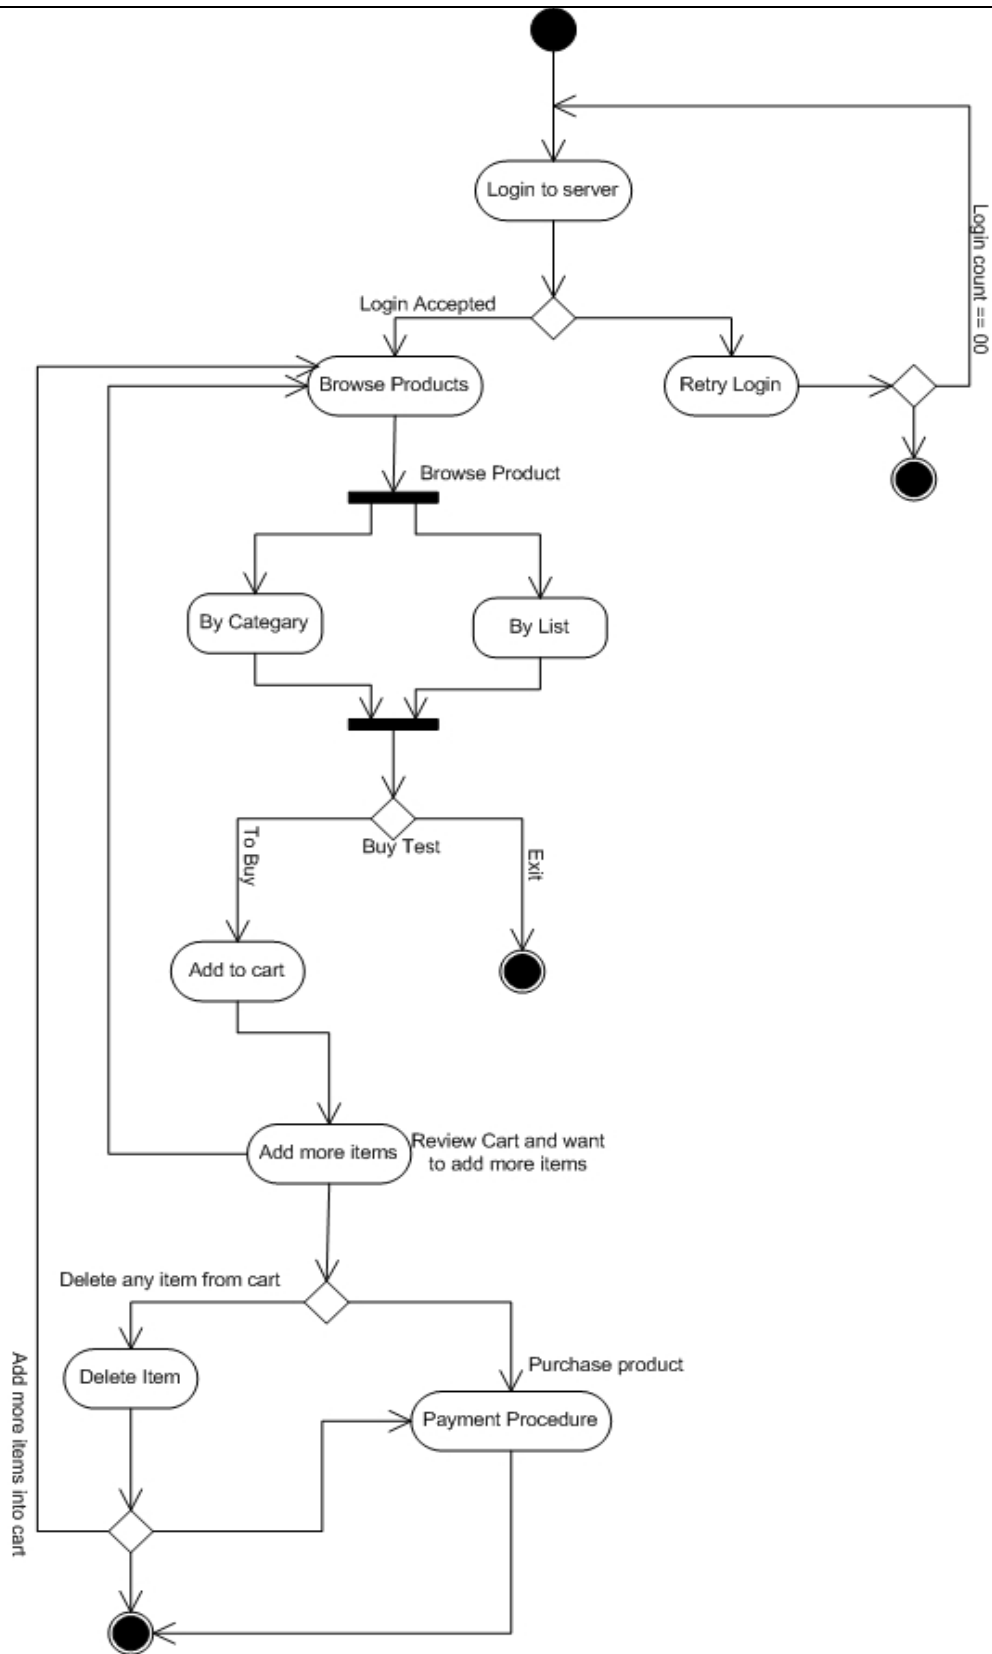 Login to server
Login count == 00
Login Accepted
Browse Products
Retry Login
Browse Product
By Categary
By List
Buy Test
To Buy
Exit
Add to cart
Add more items
Review Cart and want
to add more items
Delete any item from cart
Delete Item
Purchase product
Payment Procedure
Add more items into cart